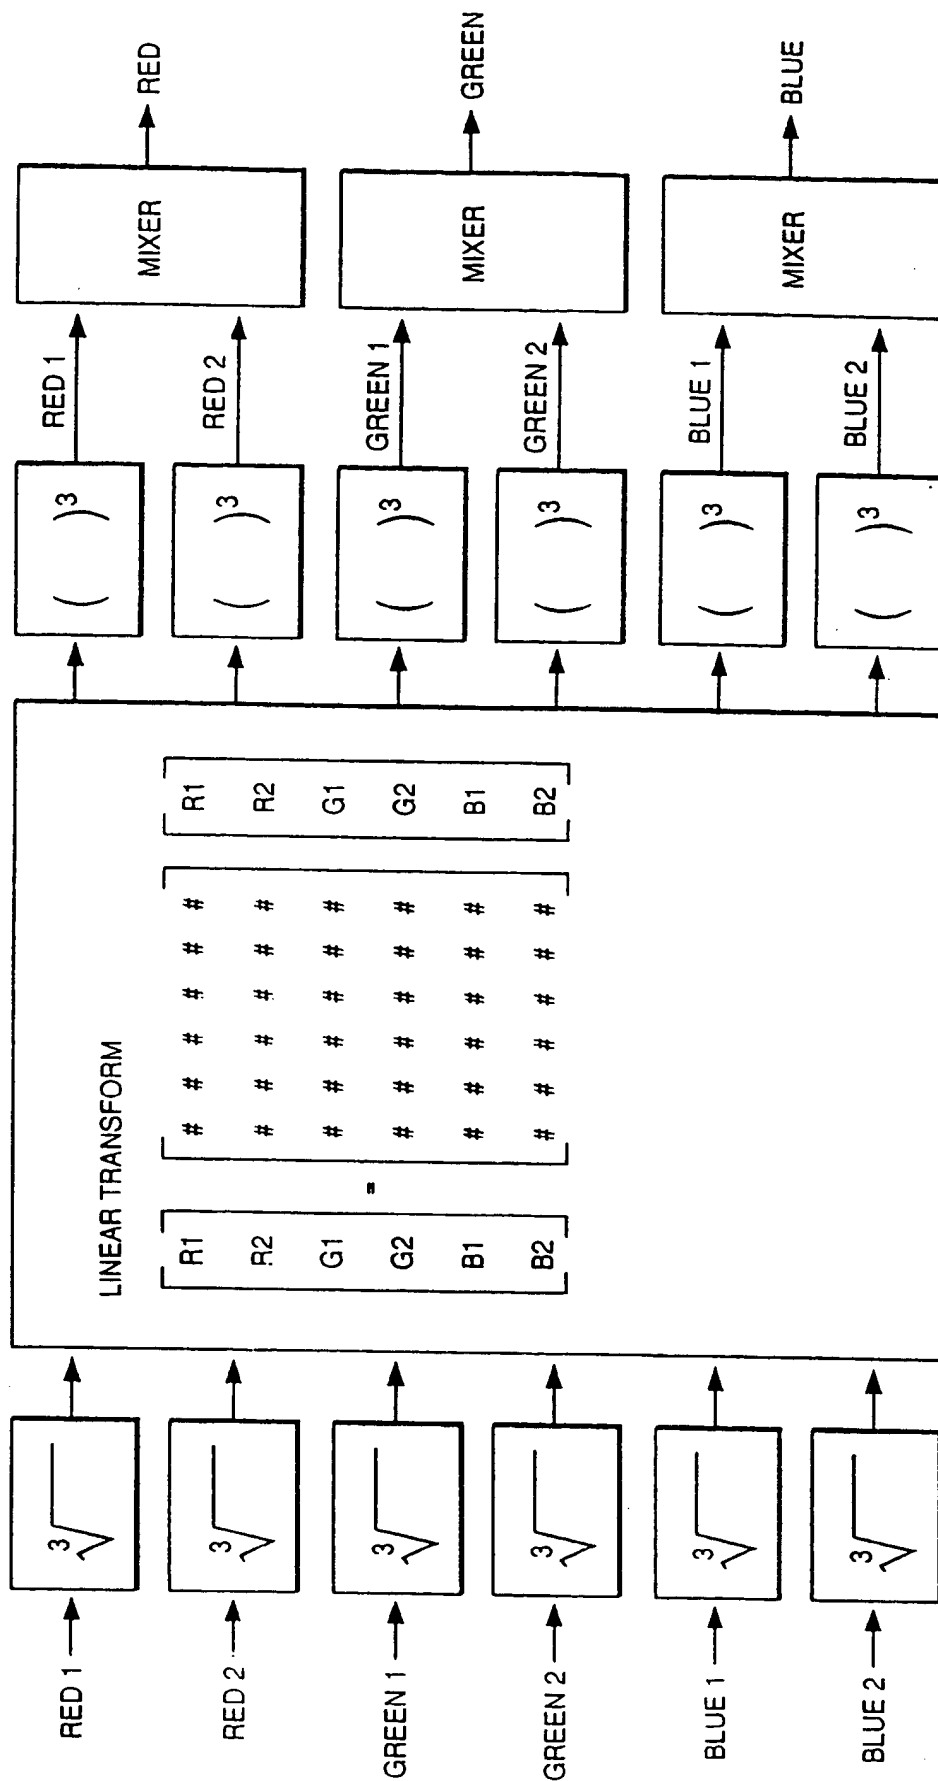 RED 1
RED 2
GREEN 1
GREEN 2
BLUE 1
BLUE 2
3√
3√
3√
3√
3√
3√
LINEAR TRANSFORM
R1 # # # # # # R1
R2 # # # # # # R2
G1 # # # # # # G1
=
G2 # # # # # # G2
B1 # # # # # # B1
B2 # # # # # # B2
( )3
( )3
( )3
( )3
( )3
( )3
RED 1
RED 2
GREEN 1
GREEN 2
BLUE 1
BLUE 2
MIXER
MIXER
MIXER
RED
GREEN
BLUE